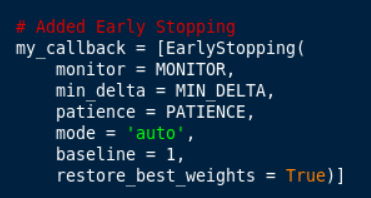 # Added Early Stopping
my_callback = [EarlyStopping(
    monitor = MONITOR,
    min_delta = MIN_DELTA,
    patience = PATIENCE,
    mode = 'auto',
    baseline = 1,
    restore_best_weights = True)]